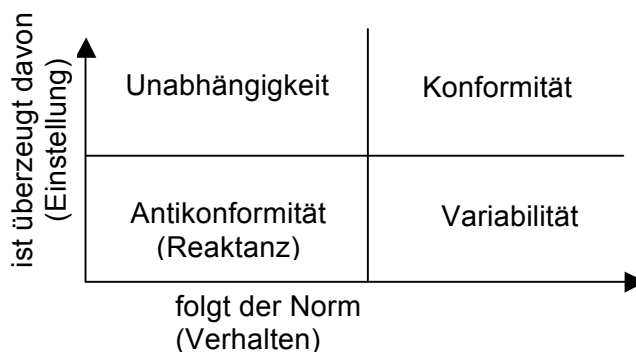 ist überzeugt davon
(Einstellung)
Unabhängigkeit
Konformität
Antikonformität
(Reaktanz)
Variabilität
folgt der Norm
(Verhalten)